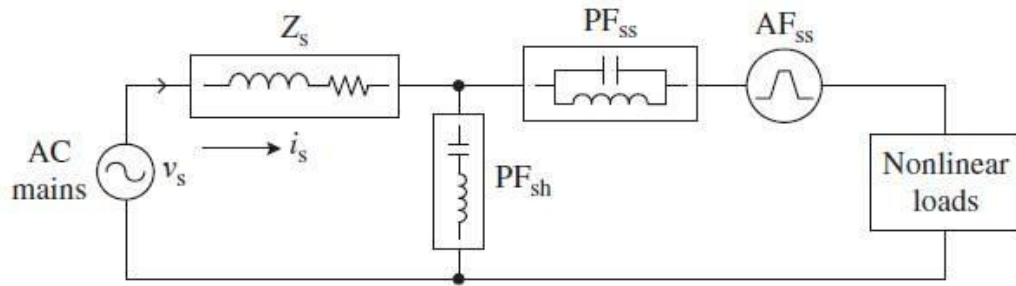 Z_s
PF_ss
AF_ss
AC
mains
v_s
i_s
PF_sh
Nonlinear
loads